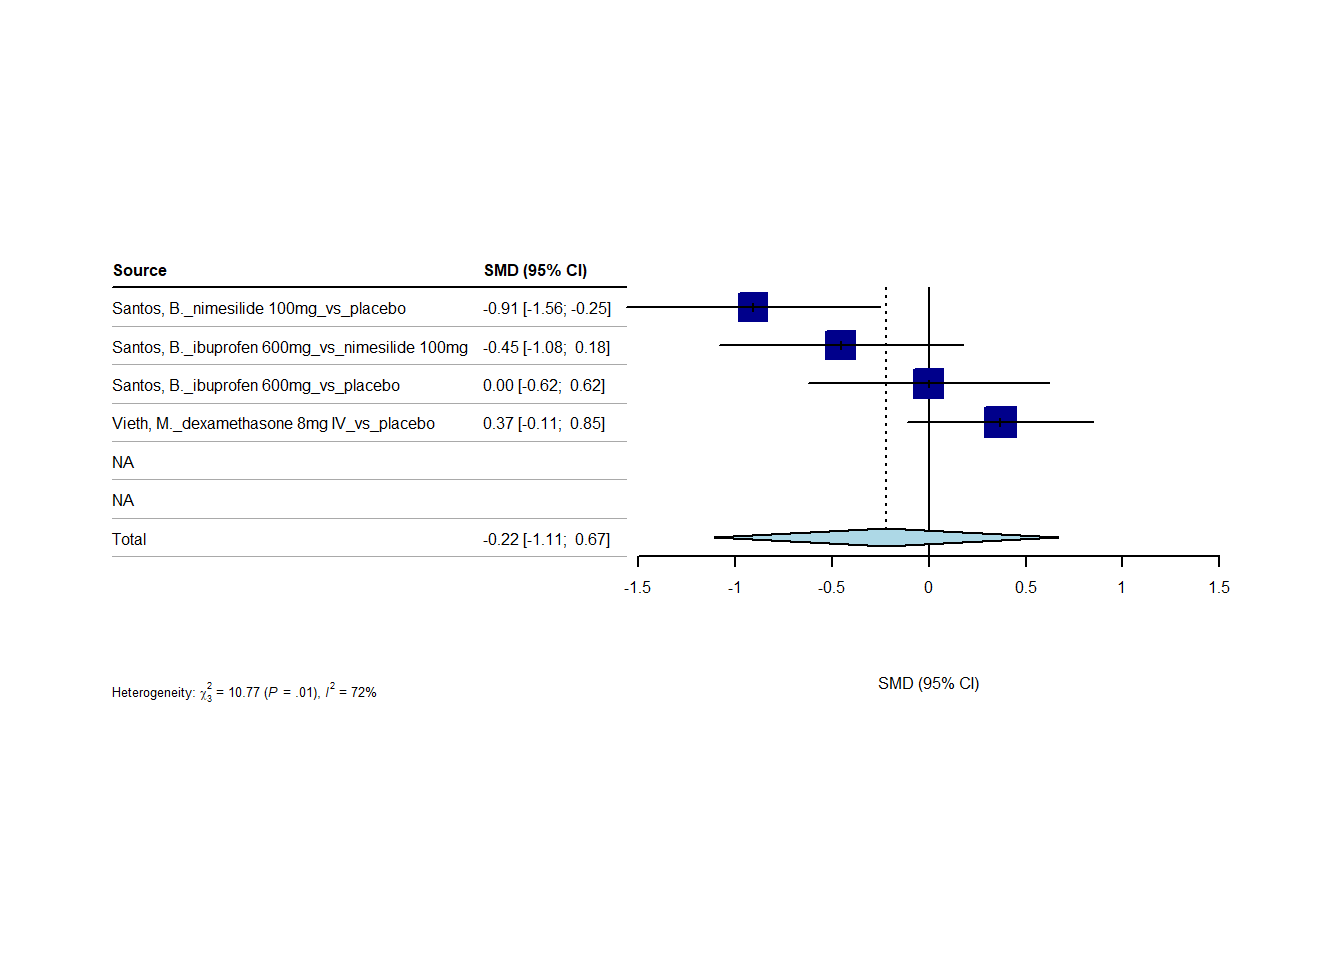 Source SMD (95% CI)
Santos, B._nimesilide 100mg_vs_placebo -0.91 [-1.56; -0.25]
Santos, B._ibuprofen 600mg_vs_nimesilide 100mg -0.45 [-1.08; 0.18]
Santos, B._ibuprofen 600mg_vs_placebo 0.00 [-0.62; 0.62]
Vieth, M._dexamethasone 8mg IV_vs_placebo 0.37 [-0.11; 0.85]
NA
NA
Total -0.22 [-1.11; 0.67]
-1.5 -1 -0.5 0 0.5 1 1.5
SMD (95% CI)
Heterogeneity: χ²₃ = 10.77 (P = .01), I² = 72%